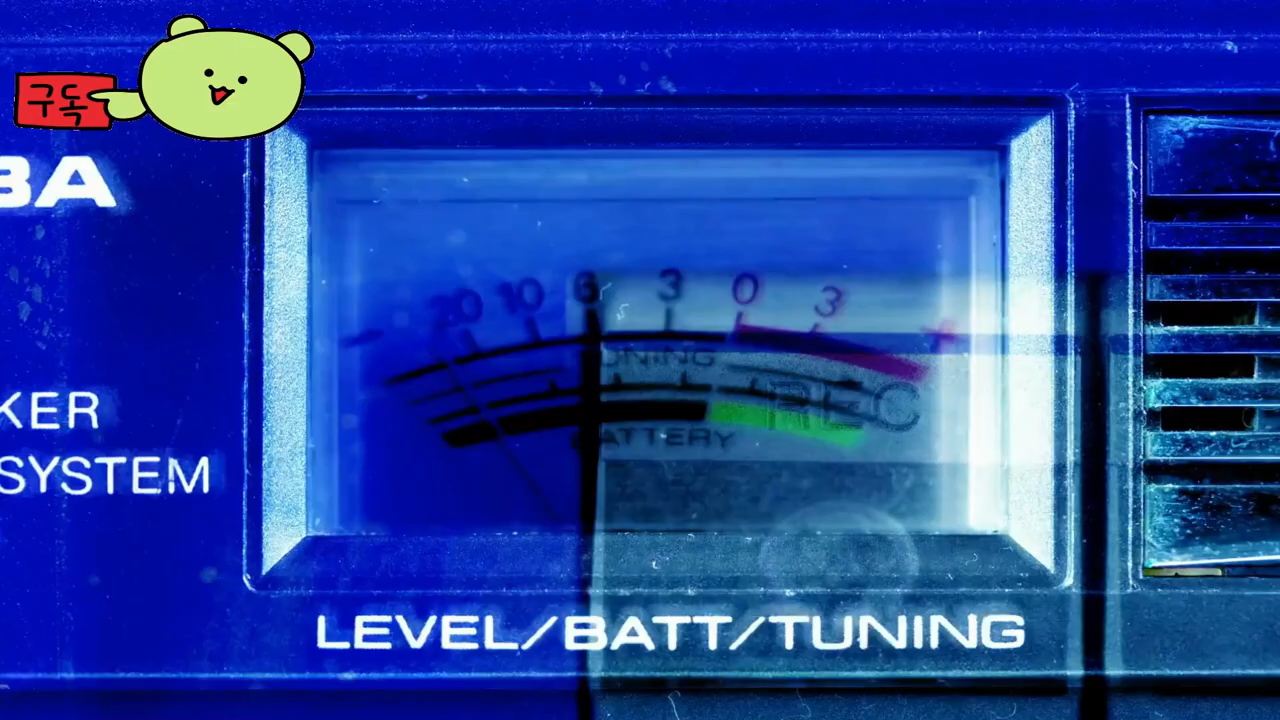 구독
BA
20 10 6 3 0 3 +
TUNING
REC
KER
BATTERY
SYSTEM
LEVEL/BATT/TUNING